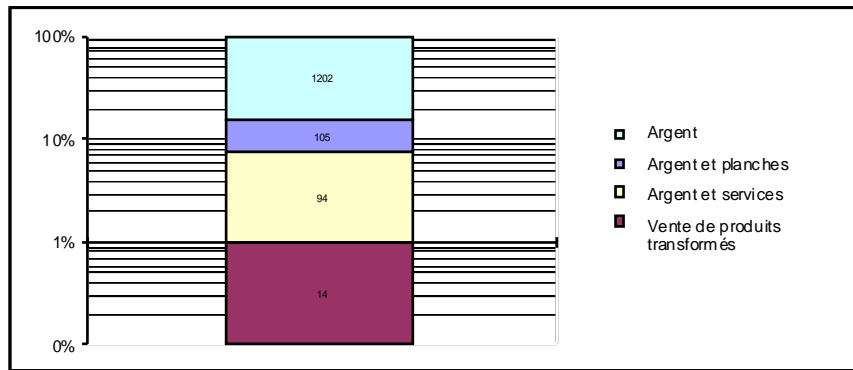 100%
10%
1%
0%
1202
105
94
14
Argent
Argent et planches
Argent et services
Vente de produits
transformés